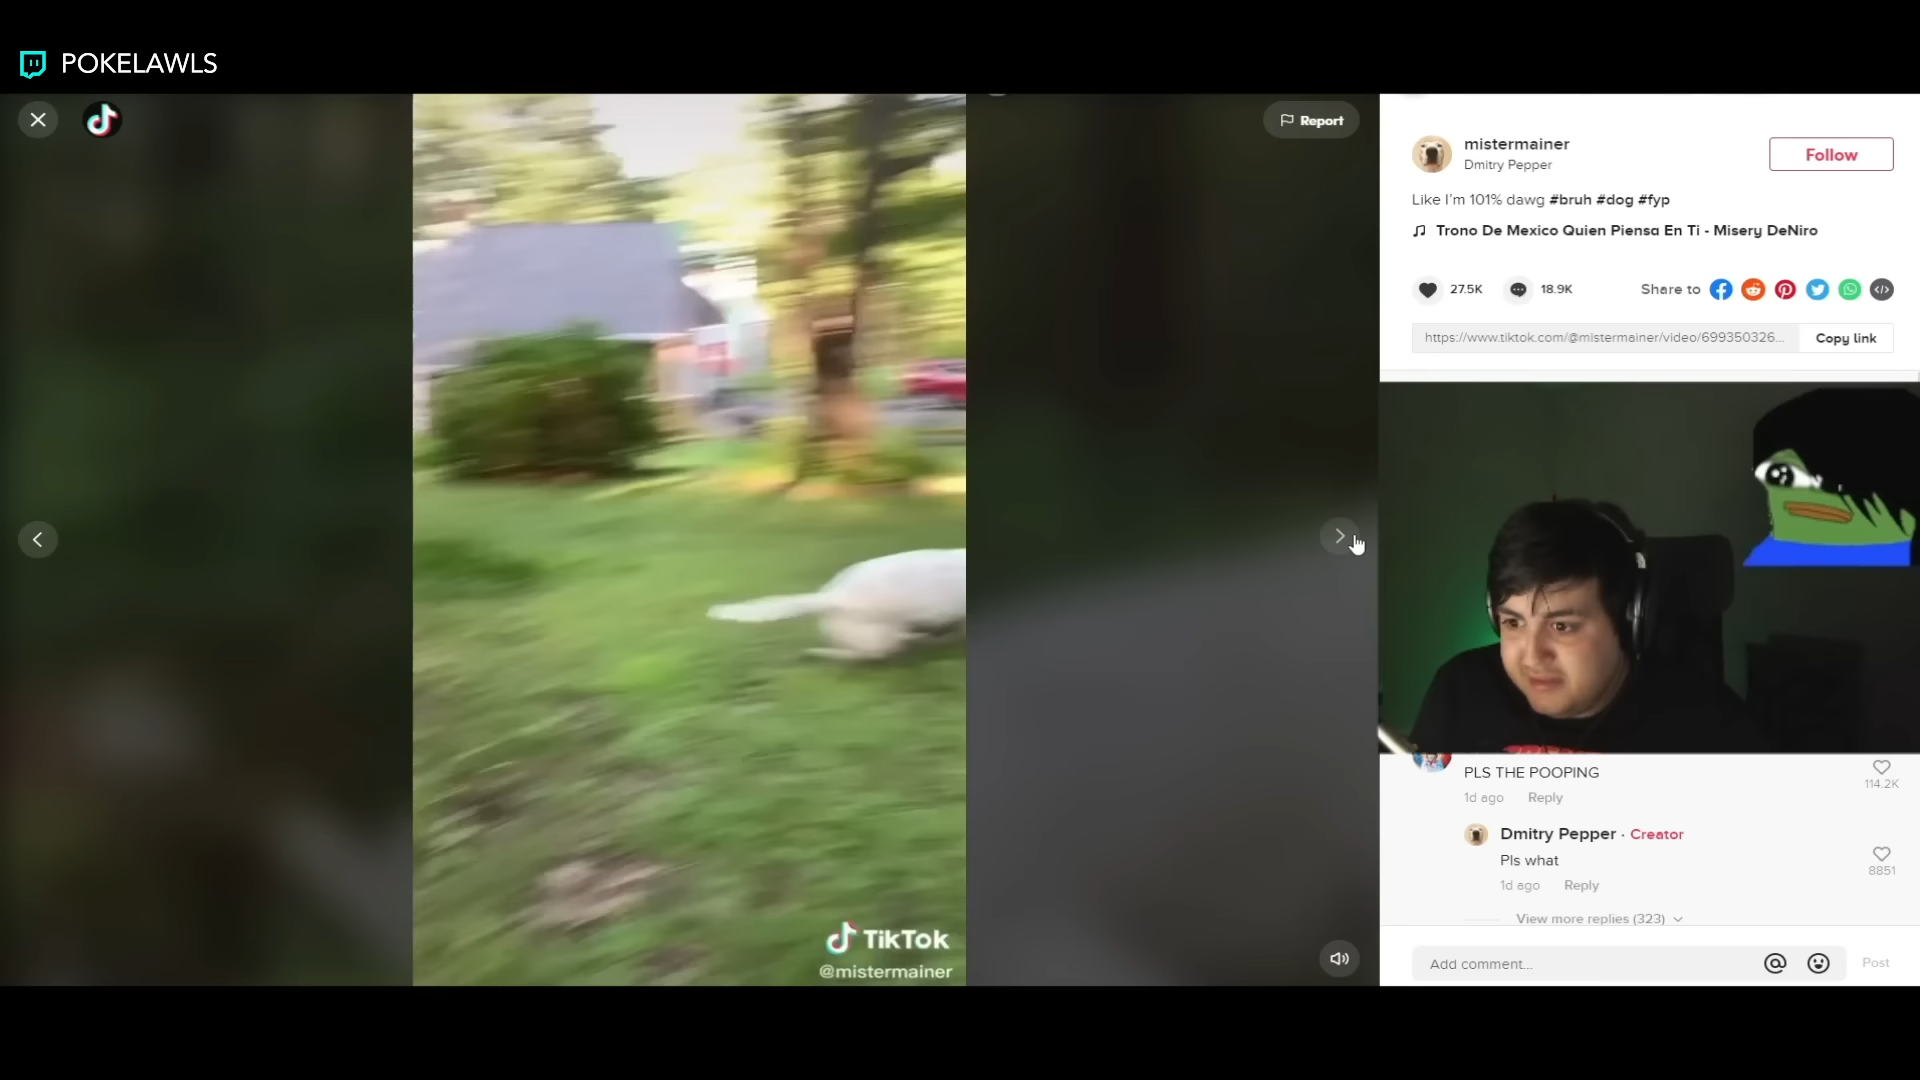 POKELAWLS
Report
mistermainer
Dmitry Pepper
Follow
Like I'm 101% dawg #bruh #dog #fyp
Trono De Mexico Quien Piensa En Ti - Misery DeNiro
27.5K
18.9K
Share to
https://www.tiktok.com/@mistermainer/video/699350326...
Copy link
PLS THE POOPING
114.2K
1d ago
Reply
Dmitry Pepper · Creator
Pls what
8851
1d ago
Reply
View more replies (323)
TikTok
@mistermainer
Add comment...
Post